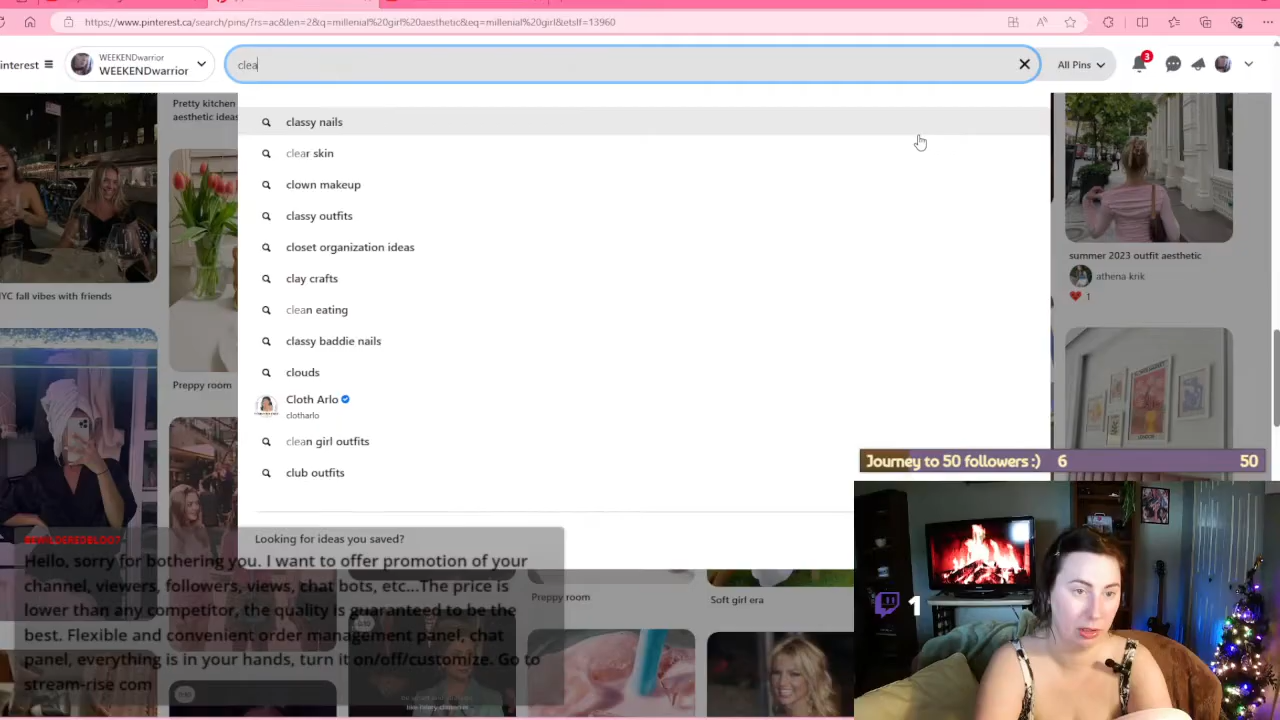 https://www.pinterest.ca/search/pins/?rs=ac&len=2&q=millenial%20girl%20aesthetic&eq=millenial%20girl&etslf=13960
interest
WEEKENDwarrior
WEEKENDwarrior
clea
All Pins
3
Pretty kitchen
aesthetic ideas
classy nails
clear skin
clown makeup
classy outfits
closet organization ideas
clay crafts
clean eating
classy baddie nails
clouds
Cloth Arlo
clotharlo
clean girl outfits
club outfits
Looking for ideas you saved?
YC fall vibes with friends
Preppy room
summer 2023 outfit aesthetic
athena krik
1
Journey to 50 followers :) 6 50
Hello, sorry for bothering you. I want to offer promotion of your
channel, viewers, followers, views, chat bots, etc...The price is
lower than any competitor, the quality is guaranteed to be the
best. Flexible and convenient order management panel, chat
panel, everything is in your hands, turn it on/off/customize. Go to
stream-rise com
Preppy room
Soft girl era
1